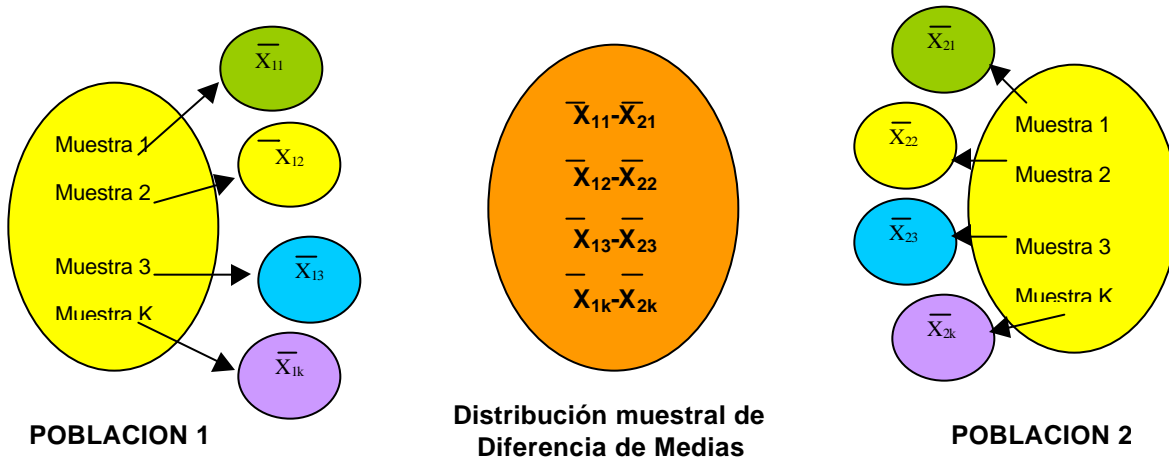 X̅₁₁
Muestra 1
X̅₁₂
Muestra 2
Muestra 3
X̅₁₃
Muestra K
X̅₁ₖ
POBLACION 1
X̅₁₁-X̅₂₁
X̅₁₂-X̅₂₂
X̅₁₃-X̅₂₃
X̅₁ₖ-X̅₂ₖ
Distribución muestral de
Diferencia de Medias
X̅₂₁
Muestra 1
X̅₂₂
Muestra 2
X̅₂₃
Muestra 3
Muestra K
X̅₂ₖ
POBLACION 2